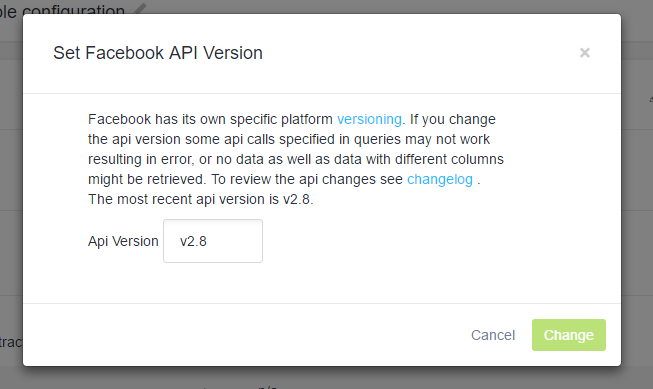 ble configuration
Set Facebook API Version
×
Facebook has its own specific platform versioning. If you change
the api version some api calls specified in queries may not work
resulting in error, or no data as well as data with different columns
might be retrieved. To review the api changes see changelog .
The most recent api version is v2.8.
Api Version v2.8
Cancel Change
trac